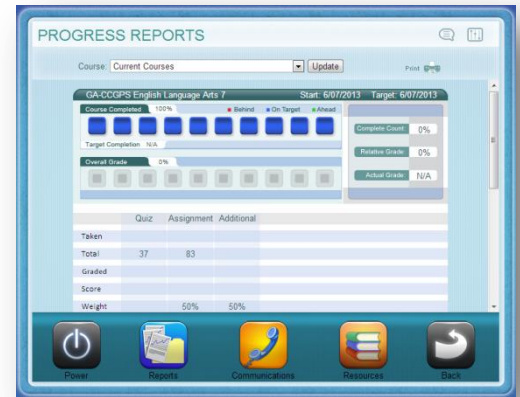 PROGRESS REPORTS
Course: Current Courses Update Print
GA-CCGPS English Language Arts 7 Start: 6/07/2013 Target: 6/07/2013
Course Completed 100% Behind On Target Ahead
Target Completion N/A
Overall Grade 0%
Complete Count: 0%
Relative Grade: 0%
Actual Grade: N/A
Quiz Assignment Additional
Taken
Total 37 83
Graded
Score
Weight 50% 50%
Power Reports Communications Resources Back